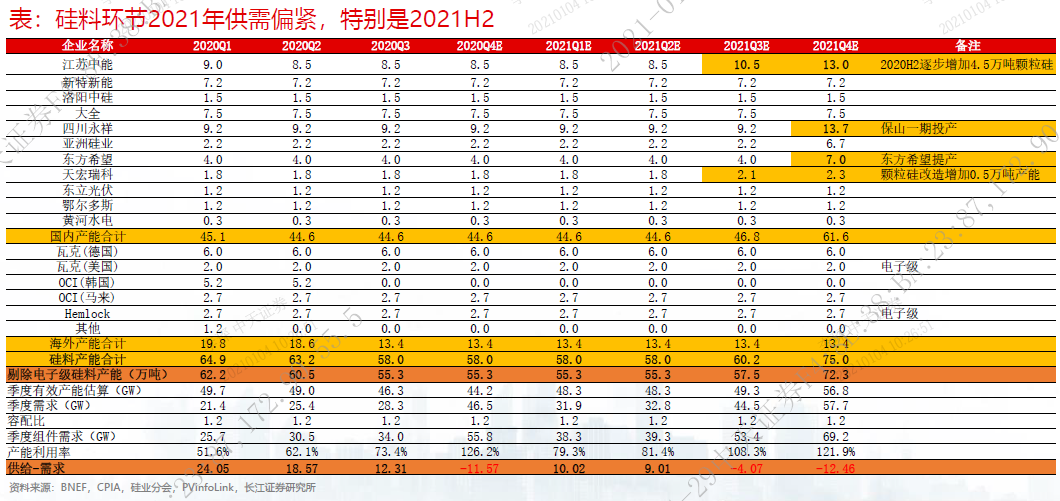 表：硅料环节2021年供需偏紧，特别是2021H2
企业名称 2020Q1 2020Q2 2020Q3 2020Q4E 2021Q1E 2021Q2E 2021Q3E 2021Q4E 备注
江苏中能 9.0 8.5 8.5 8.5 8.5 8.5 10.5 13.0 2020H2逐步增加4.5万吨颗粒硅
新特新能 7.2 7.2 7.2 7.2 7.2 7.2 7.2 7.2
洛阳中硅 1.5 1.5 1.5 1.5 1.5 1.5 1.5 1.5
大全 7.5 7.5 7.5 7.5 7.5 7.5 7.5 7.5
四川永祥 9.2 9.2 9.2 9.2 9.2 9.2 9.2 13.7 保山一期投产
亚洲硅业 2.2 2.2 2.2 2.2 2.2 2.2 2.2 6.7
东方希望 4.0 4.0 4.0 4.0 4.0 4.0 4.0 7.0 东方希望提产
天宏瑞科 1.8 1.8 1.8 1.8 1.8 1.8 2.1 2.3 颗粒硅改造增加0.5万吨产能
东立光伏 1.2 1.2 1.2 1.2 1.2 1.2 1.2 1.2
鄂尔多斯 1.2 1.2 1.2 1.2 1.2 1.2 1.2 1.2
黄河水电 0.3 0.3 0.3 0.3 0.3 0.3 0.3 0.3
国内产能合计 45.1 44.6 44.6 44.6 44.6 44.6 46.8 61.6
瓦克(德国) 6.0 6.0 6.0 6.0 6.0 6.0 6.0 6.0
瓦克(美国) 2.0 2.0 2.0 2.0 2.0 2.0 2.0 2.0 电子级
OCI(韩国) 5.2 5.2 0.0 0.0 0.0 0.0 0.0 0.0
OCI(马来) 2.7 2.7 2.7 2.7 2.7 2.7 2.7 2.7
Hemlock 2.7 2.7 2.7 2.7 2.7 2.7 2.7 2.7 电子级
其他 1.2 0.0 0.0 0.0 0.0 0.0 0.0 0.0
海外产能合计 19.8 18.6 13.4 13.4 13.4 13.4 13.4 13.4
硅料产能合计 64.9 63.2 58.0 58.0 58.0 58.0 60.2 75.0
剔除电子级硅料产能（万吨） 62.2 60.5 55.3 55.3 55.3 55.3 57.5 72.3
季度有效产能估算（GW） 49.7 49.0 46.3 44.2 48.3 48.3 49.3 56.8
季度需求（GW） 21.4 25.4 28.3 46.5 31.9 32.8 44.5 57.7
容配比 1.2 1.2 1.2 1.2 1.2 1.2 1.2 1.2
季度组件需求（GW） 25.7 30.5 34.0 55.8 38.3 39.3 53.4 69.2
产能利用率 51.6% 62.1% 73.4% 126.2% 79.3% 81.4% 108.3% 121.9%
供给-需求 24.05 18.57 12.31 -11.57 10.02 9.01 -4.07 -12.46
资料来源：BNEF，CPIA，硅业分会，PVinfoLink，长江证券研究所